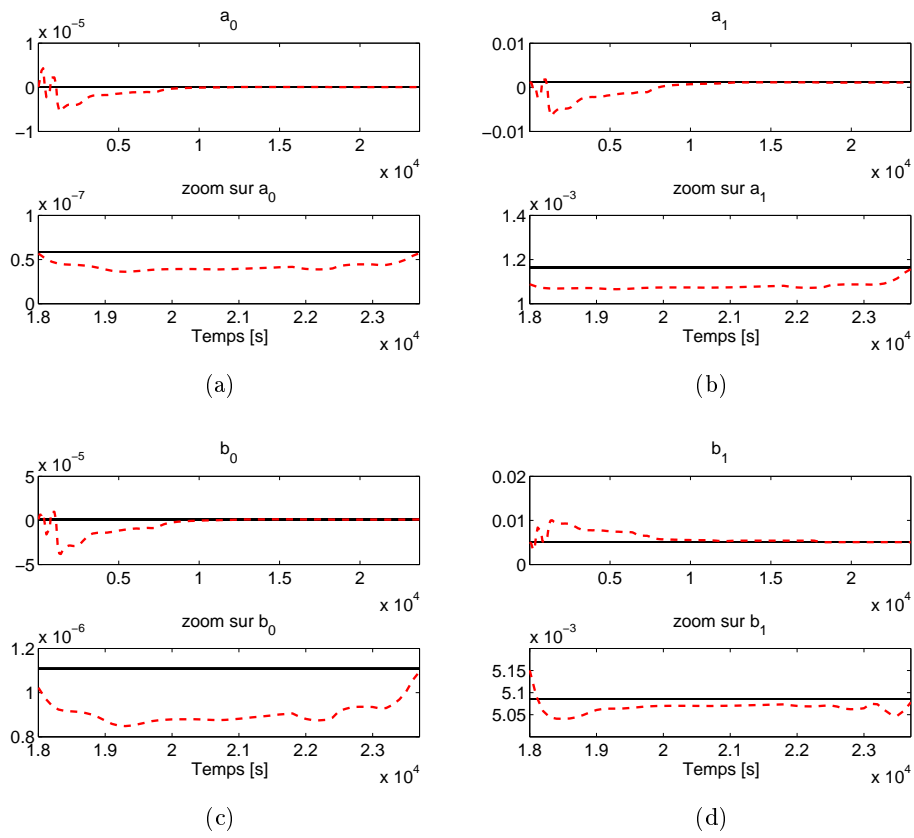 a0
x 10−5
1
0
−1
0.5 1 1.5 2
x 10^4
zoom sur a0
x 10−7
1
0.5
0
1.8 1.9 2 2.1 2.2 2.3
Temps [s]
x 10^4
(a)
a1
0.01
0
−0.01
0.5 1 1.5 2
x 10^4
zoom sur a1
x 10−3
1.4
1.2
1
1.8 1.9 2 2.1 2.2 2.3
Temps [s]
x 10^4
(b)
b0
x 10−5
5
0
−5
0.5 1 1.5 2
x 10^4
zoom sur b0
x 10−6
1.2
1
0.8
1.8 1.9 2 2.1 2.2 2.3
Temps [s]
x 10^4
(c)
b1
0.02
0.01
0
0.5 1 1.5 2
x 10^4
zoom sur b1
x 10−3
5.15
5.1
5.05
1.8 1.9 2 2.1 2.2 2.3
Temps [s]
x 10^4
(d)